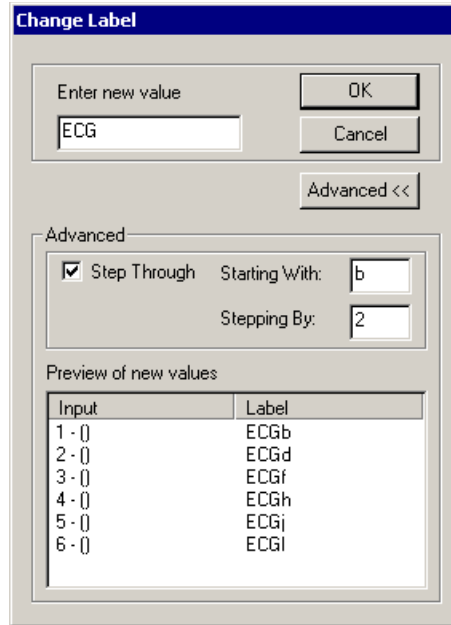 Change Label
Enter new value
OK
ECG
Cancel
Advanced <<
Advanced
Step Through Starting With: b
Stepping By: 2
Preview of new values
Input Label
1 - () ECGb
2 - () ECGd
3 - () ECGf
4 - () ECGh
5 - () ECGj
6 - () ECGl